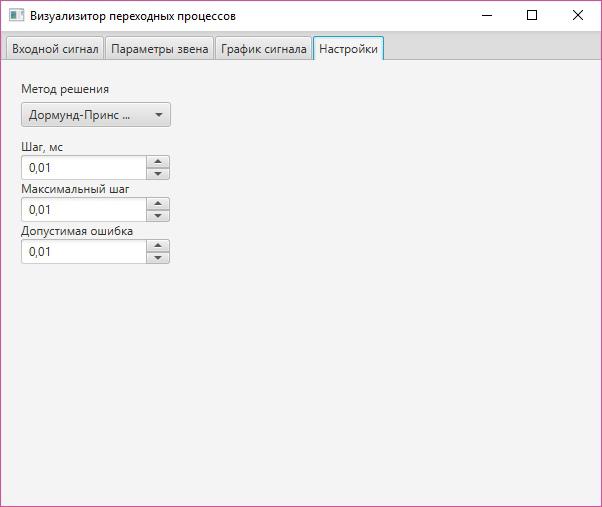 Визуализитор переходных процессов
Входной сигнал Параметры звена График сигнала Настройки
Метод решения
Дормунд-Принс ...
Шаг, мс
0,01
Максимальный шаг
0,01
Допустимая ошибка
0,01